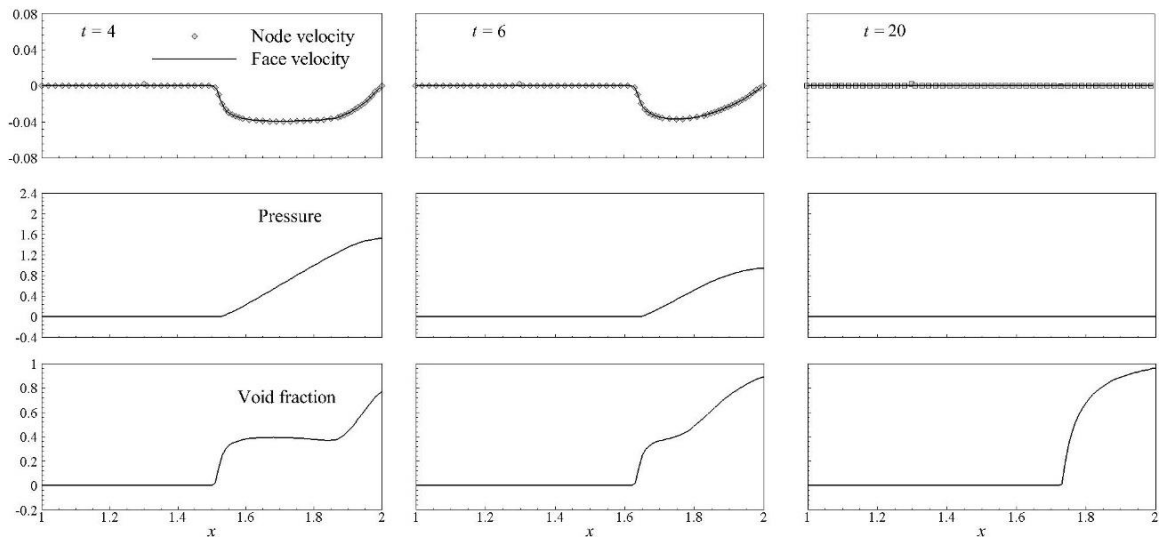 0.08
0.04
0
-0.04
-0.08
t = 4
Node velocity
Face velocity
t = 6
t = 20
2.4
2
1.6
1.2
0.8
0.4
0
-0.4
Pressure
1
0.8
0.6
0.4
0.2
0
-0.2
Void fraction
1 1.2 1.4 1.6 1.8 2
x
1 1.2 1.4 1.6 1.8 2
x
1 1.2 1.4 1.6 1.8 2
x